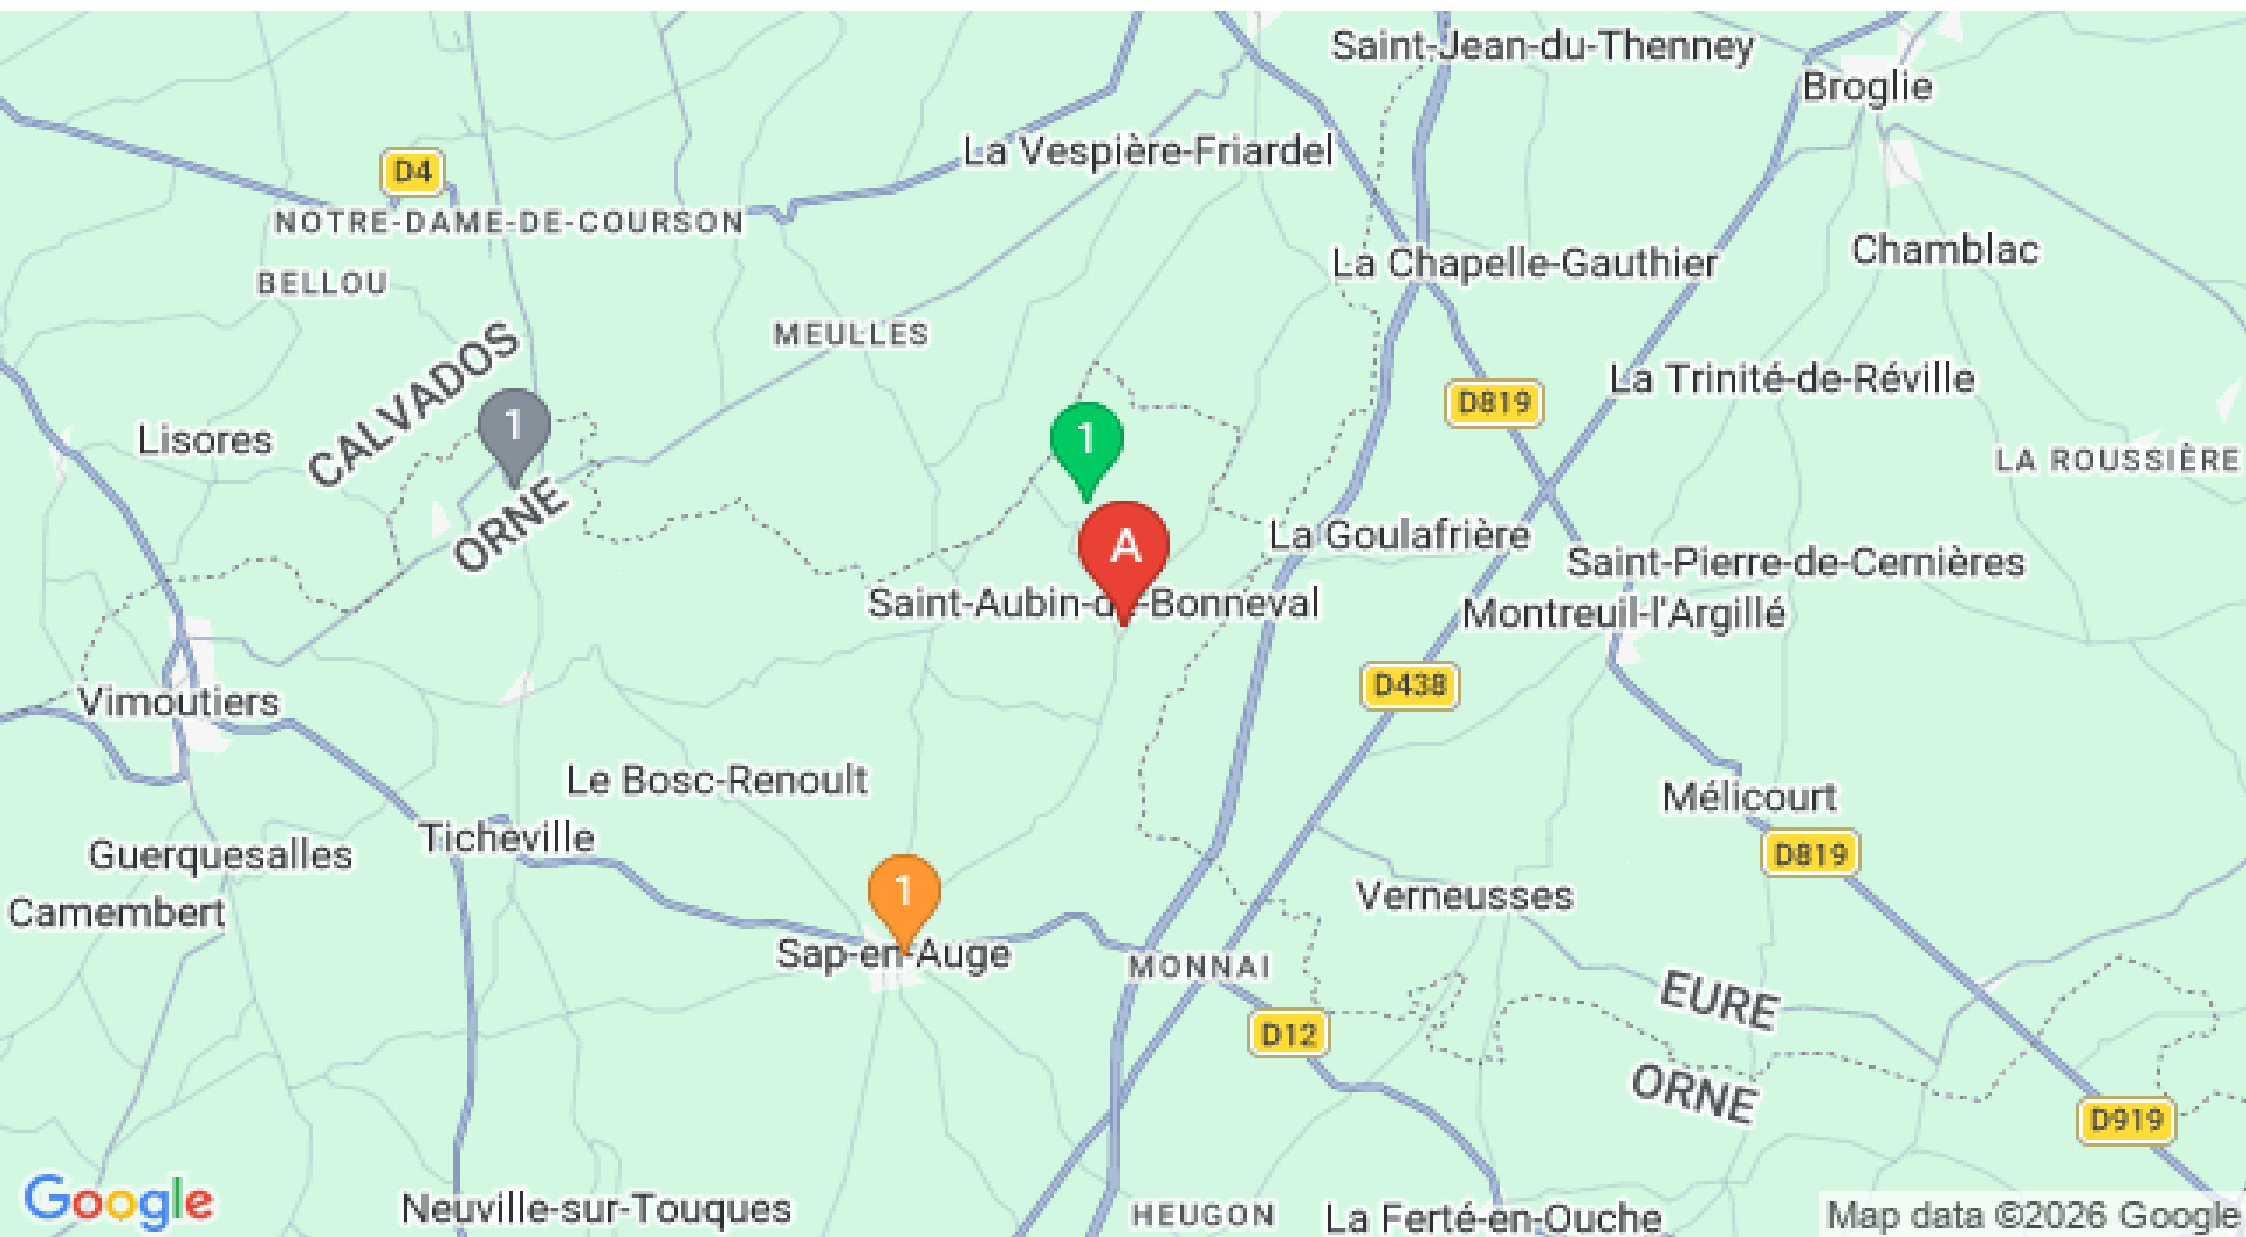 Saint-Jean-du-Thenney
Broglie
La Vespière-Friardel
D4
NOTRE-DAME-DE-COURSON
Chamblac
La Chapelle-Gauthier
BELLOU
MEULLES
CALVADOS
La Trinité-de-Réville
D819
1
1
Lisores
LA ROUSSIÈRE
ORNE
A
La Goulafrière
Saint-Pierre-de-Cernières
Saint-Aubin-de-Bonneval
Montreuil-l'Argillé
D438
Vimoutiers
Le Bosc-Renoult
Mélicourt
Ticheville
Guerquesalles
D819
1
Verneusses
Camembert
Sap-en-Auge
MONNAI
EURE
D12
ORNE
D919
Google
Neuville-sur-Touques
HEUGON
La Ferté-en-Ouche
Map data ©2026 Google